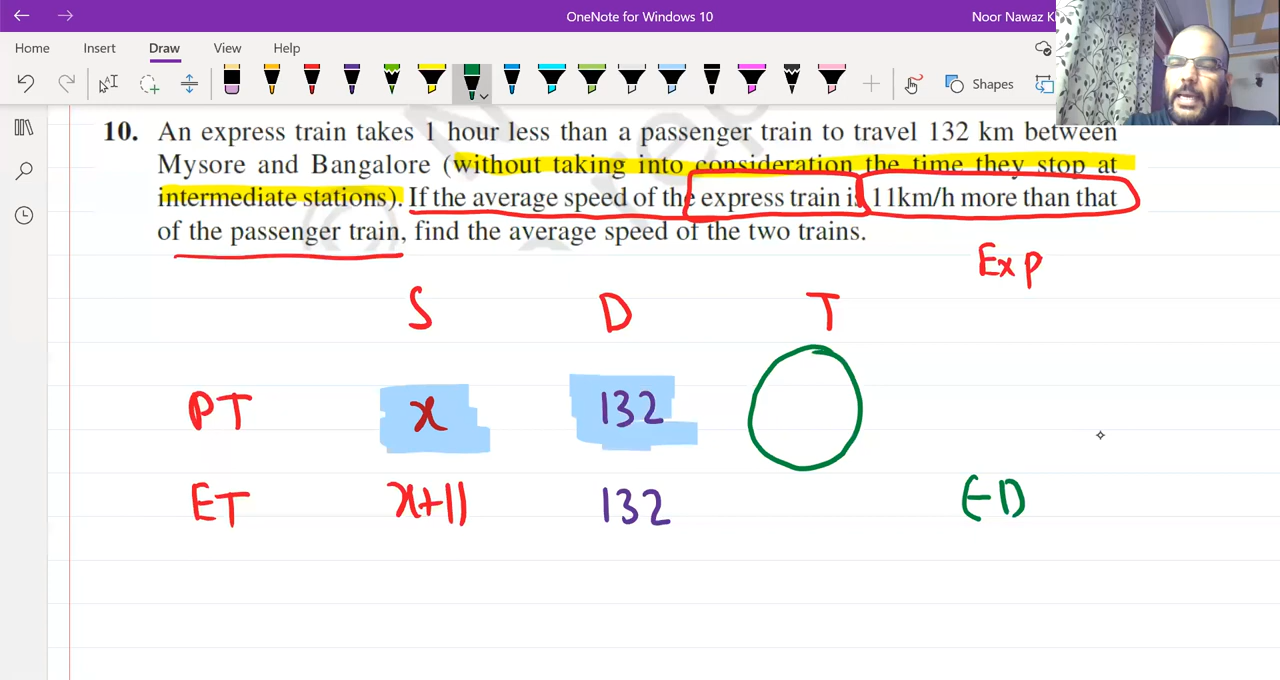 OneNote for Windows 10
Noor Nawaz K
Home Insert Draw View Help
Shapes
10. An express train takes 1 hour less than a passenger train to travel 132 km between
Mysore and Bangalore (without taking into consideration the time they stop at
intermediate stations). If the average speed of the express train is 11km/h more than that
of the passenger train, find the average speed of the two trains.
Exp
S D T
PT x 132
ET x+11 132